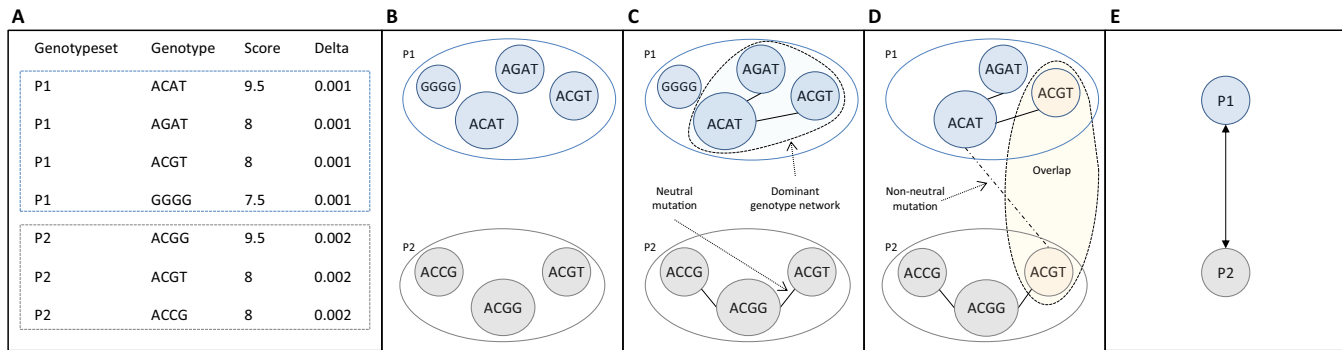 A
Genotypeset Genotype Score Delta
P1 ACAT 9.5 0.001
P1 AGAT 8 0.001
P1 ACGT 8 0.001
P1 GGGG 7.5 0.001
P2 ACGG 9.5 0.002
P2 ACGT 8 0.002
P2 ACCG 8 0.002
B
P1
AGAT
GGGG
ACGT
ACAT
P2
ACCG
ACGT
ACGG
C
P1
AGAT
GGGG
ACGT
ACAT
Neutral
mutation
Dominant
genotype network
P2
ACCG
ACGT
ACGG
D
P1
AGAT
ACGT
ACAT
Overlap
Non-neutral
mutation
P2
ACCG
ACGT
ACGG
E
P1
P2